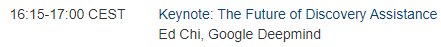 16:15-17:00 CEST Keynote: The Future of Discovery Assistance
Ed Chi, Google Deepmind